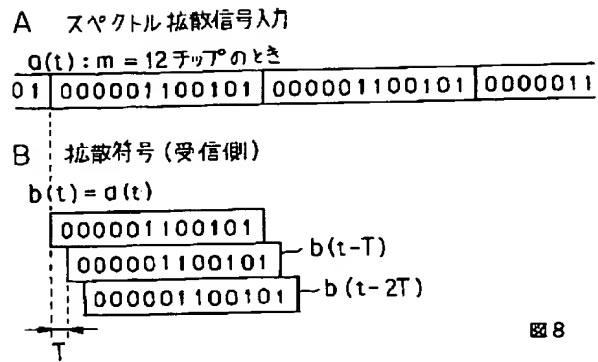 A スペクトル拡散信号入力
a(t):m=12チップのとき
01 000001100101 000001100101 0000011
B 拡散符号(受信側)
b(t)=a(t)
000001100101
000001100101 b(t-T)
000001100101 b(t-2T)
T
図8